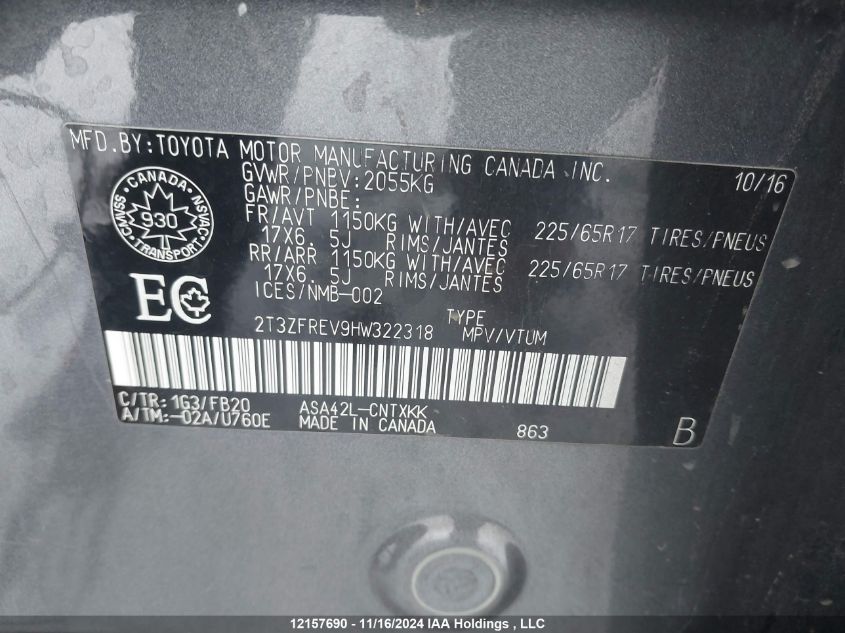 MFD.BY:TOYOTA MOTOR MANUFACTURING CANADA INC. 10/16
GVWR/PNBV:2055KG
GAWR/PNBE:
FR/AVT 1150KG WITH/AVEC 225/65R17 TIRES/PNEUS
17X6.5J RIMS/JANTES
RR/ARR 1150KG WITH/AVEC 225/65R17 TIRES/PNEUS
17X6.5J RIMS/JANTES
ICES/NMB-002
CANADA
CMVSS 930 NSVAC
TRANSPORT
EC
2T3ZFREV9HW322318 TYPE MPV/VTUM
C/TR: 1G3/FB20 ASA42L-CNTXKK
A/TM:-02A/U760E MADE IN CANADA 863 B
12157690 - 11/16/2024 IAA Holdings , LLC